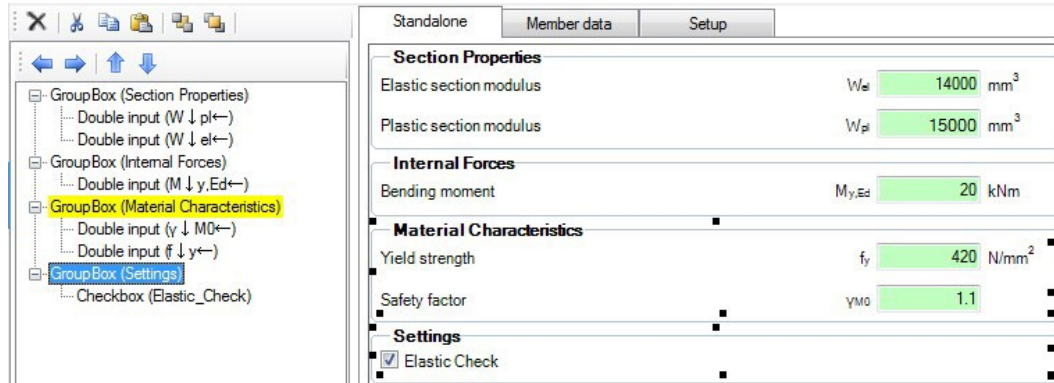 Standalone Member data Setup
GroupBox (Section Properties)
Double input (W ↓ pl←)
Double input (W ↓ el←)
GroupBox (Internal Forces)
Double input (M ↓ y,Ed←)
GroupBox (Material Characteristics)
Double input (γ ↓ M0←)
Double input (f ↓ y←)
GroupBox (Settings)
Checkbox (Elastic_Check)
Section Properties
Elastic section modulus Wel 14000 mm³
Plastic section modulus Wpl 15000 mm³
Internal Forces
Bending moment My,Ed 20 kNm
Material Characteristics
Yield strength fy 420 N/mm²
Safety factor γM0 1.1
Settings
Elastic Check